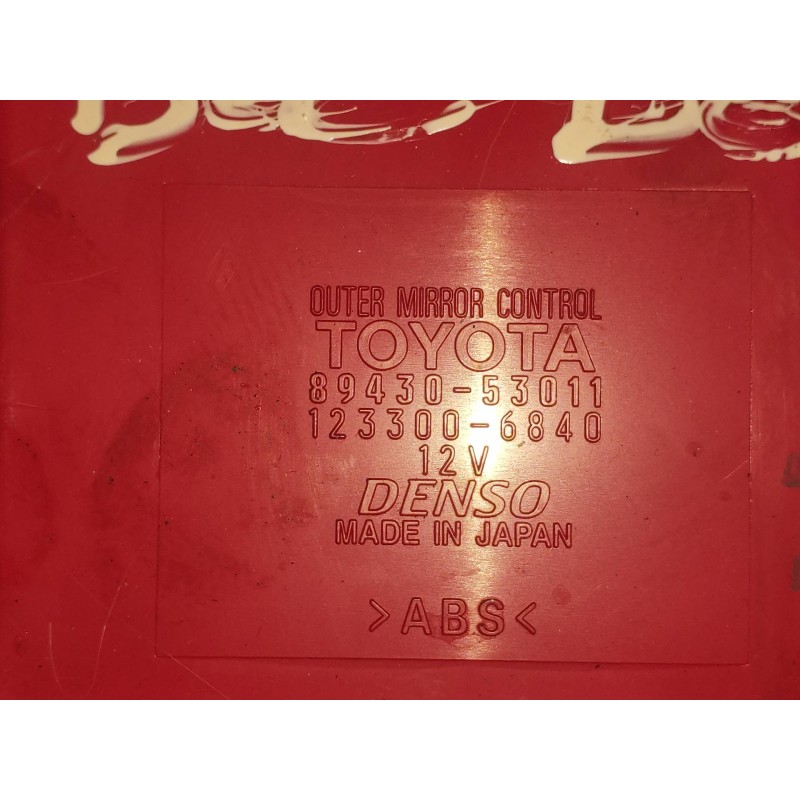 OUTER MIRROR CONTROL
TOYOTA
89430-53011
123300-6840
12V
DENSO
MADE IN JAPAN
>ABS<